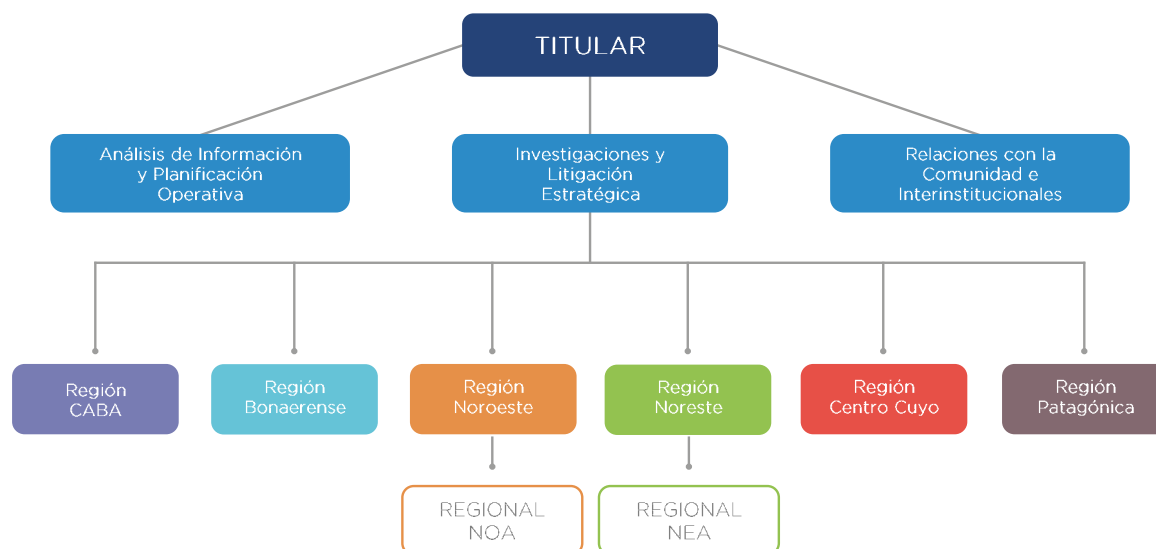 TITULAR
Análisis de Información
y Planificación
Operativa
Investigaciones y
Litigación
Estratégica
Relaciones con la
Comunidad e
Interinstitucionales
Región
CABA
Región
Bonaerense
Región
Noroeste
Región
Noreste
Región
Centro Cuyo
Región
Patagónica
REGIONAL
NOA
REGIONAL
NEA